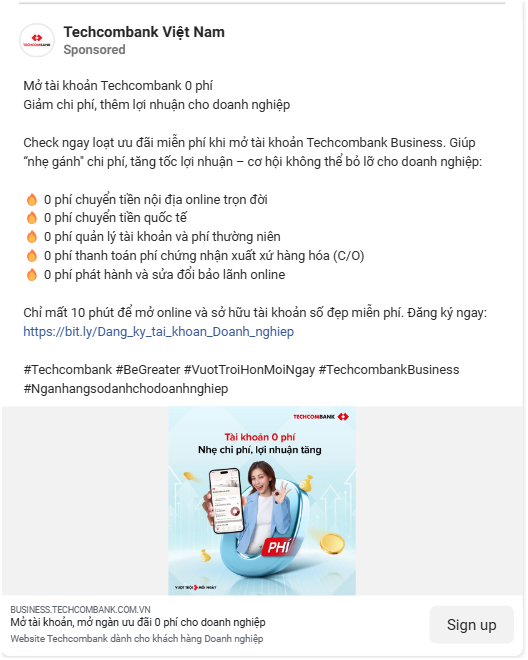 TECHCOMBANK
Techcombank Việt Nam
Sponsored
Mở tài khoản Techcombank 0 phí
Giảm chi phí, thêm lợi nhuận cho doanh nghiệp
Check ngay loạt ưu đãi miễn phí khi mở tài khoản Techcombank Business. Giúp
“nhẹ gánh" chi phí, tăng tốc lợi nhuận – cơ hội không thể bỏ lỡ cho doanh nghiệp:
🔥 0 phí chuyển tiền nội địa online trọn đời
🔥 0 phí chuyển tiền quốc tế
🔥 0 phí quản lý tài khoản và phí thường niên
🔥 0 phí thanh toán phí chứng nhận xuất xứ hàng hóa (C/O)
🔥 0 phí phát hành và sửa đổi bảo lãnh online
Chỉ mất 10 phút để mở online và sở hữu tài khoản số đẹp miễn phí. Đăng ký ngay:
https://bit.ly/Dang_ky_tai_khoan_Doanh_nghiep
#Techcombank #BeGreater #VuotTroiHonMoiNgay #TechcombankBusiness
#Nganhangsodanhchodoanhnghiep
TECHCOMBANK
Tài khoản 0 phí
Nhẹ chi phí, lợi nhuận tăng
PHÍ
VƯỢT TRỘI MỖI NGÀY
BUSINESS.TECHCOMBANK.COM.VN
Mở tài khoản, mở ngàn ưu đãi 0 phí cho doanh nghiệp
Website Techcombank dành cho khách hàng Doanh nghiệp
Sign up